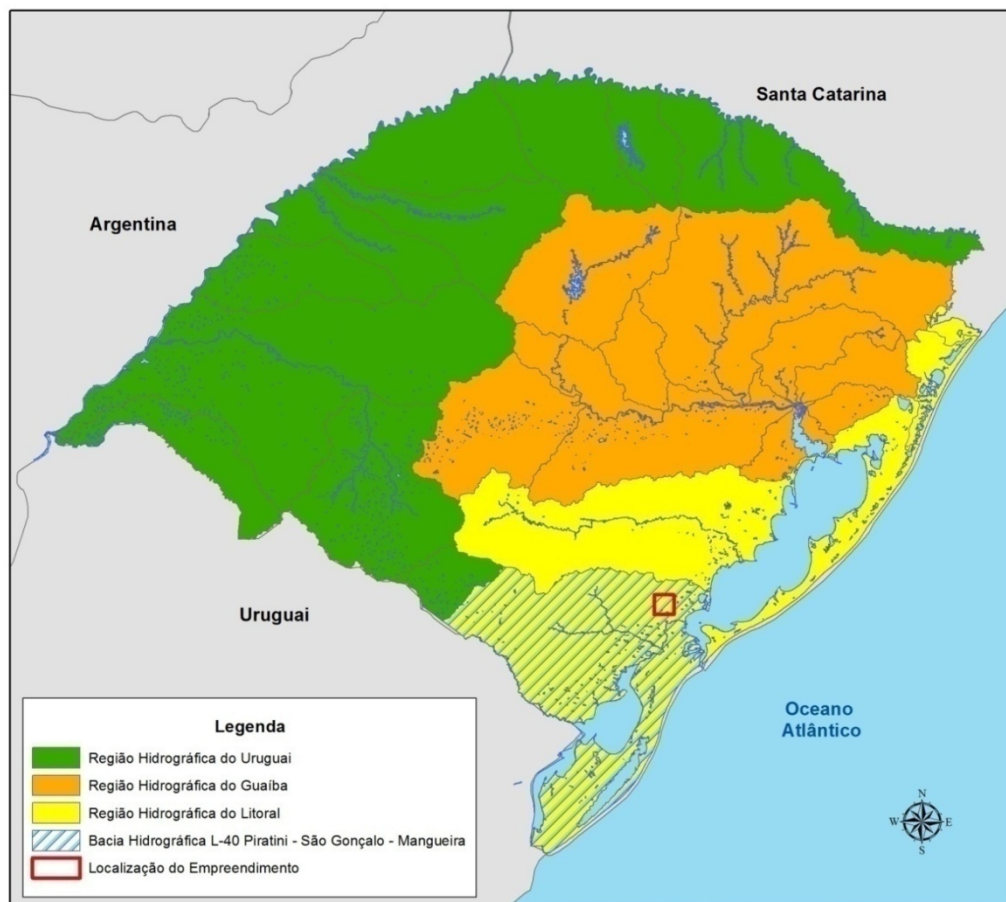 Santa Catarina
Argentina
Uruguai
Oceano
Atlântico
N
W E
S
Legenda
Região Hidrográfica do Uruguai
Região Hidrográfica do Guaíba
Região Hidrográfica do Litoral
Bacia Hidrográfica L-40 Piratini - São Gonçalo - Mangueira
Localização do Empreendimento